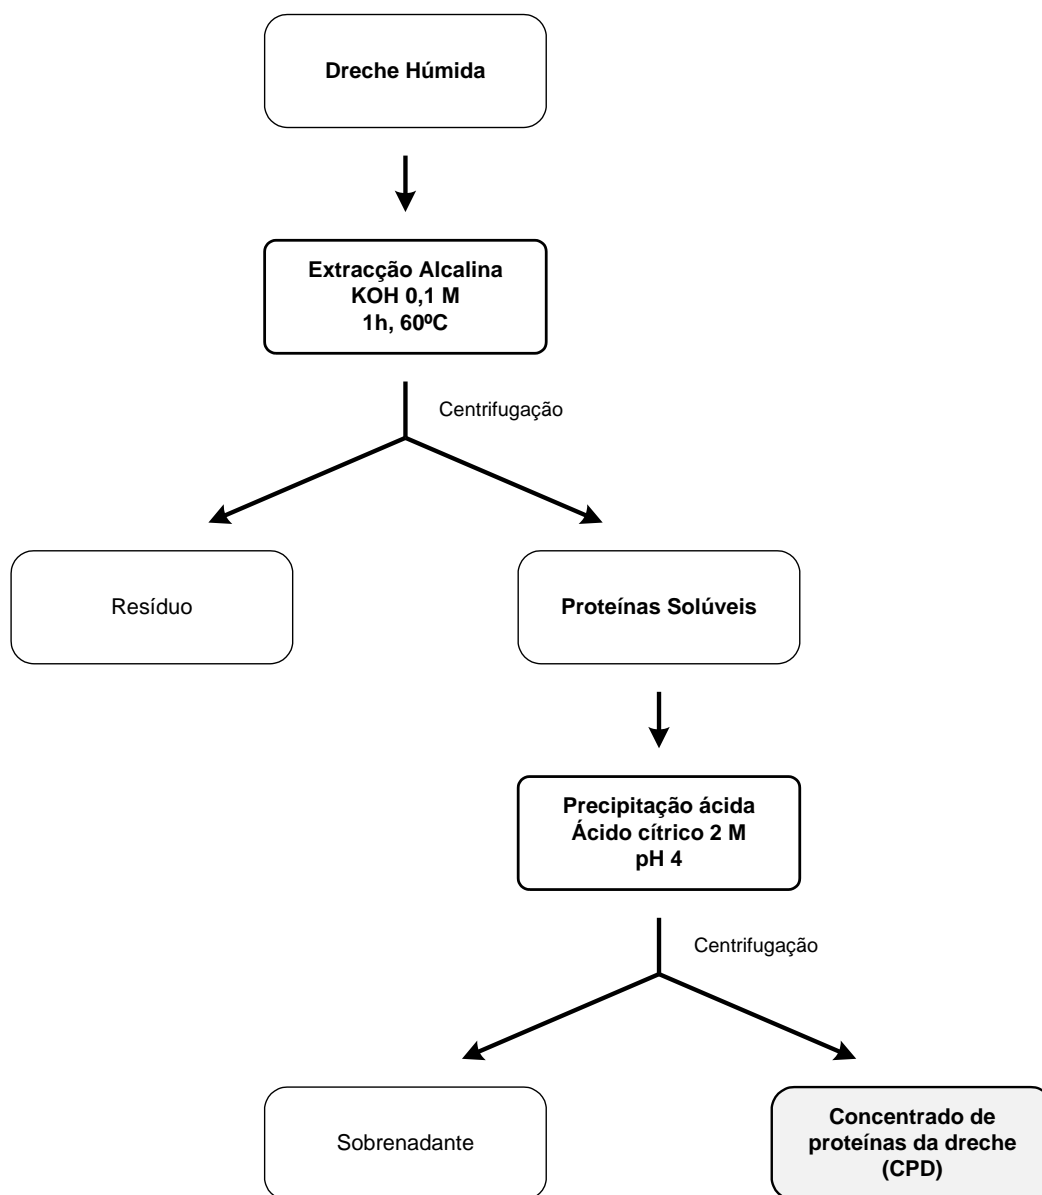 Dreche Húmida
Extracção Alcalina
KOH 0,1 M
1h, 60ºC
Centrifugação
Resíduo
Proteínas Solúveis
Precipitação ácida
Ácido cítrico 2 M
pH 4
Centrifugação
Sobrenadante
Concentrado de
proteínas da dreche
(CPD)